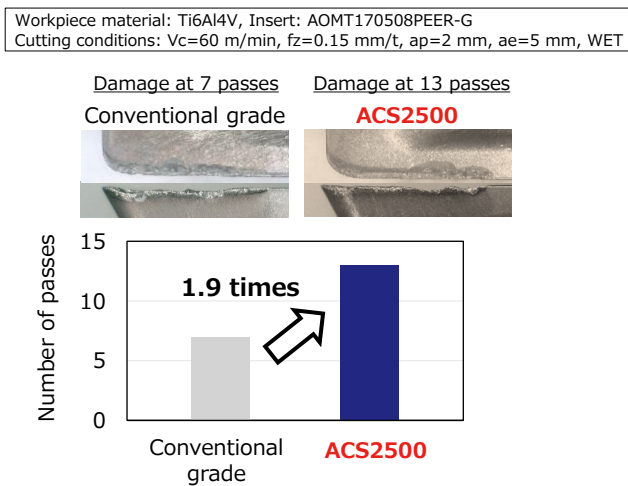 Workpiece material: Ti6Al4V, Insert: AOMT170508PEER-G
Cutting conditions: Vc=60 m/min, fz=0.15 mm/t, ap=2 mm, ae=5 mm, WET
Damage at 7 passes
Conventional grade
Damage at 13 passes
ACS2500
Number of passes
15
10
5
0
1.9 times
Conventional
grade
ACS2500